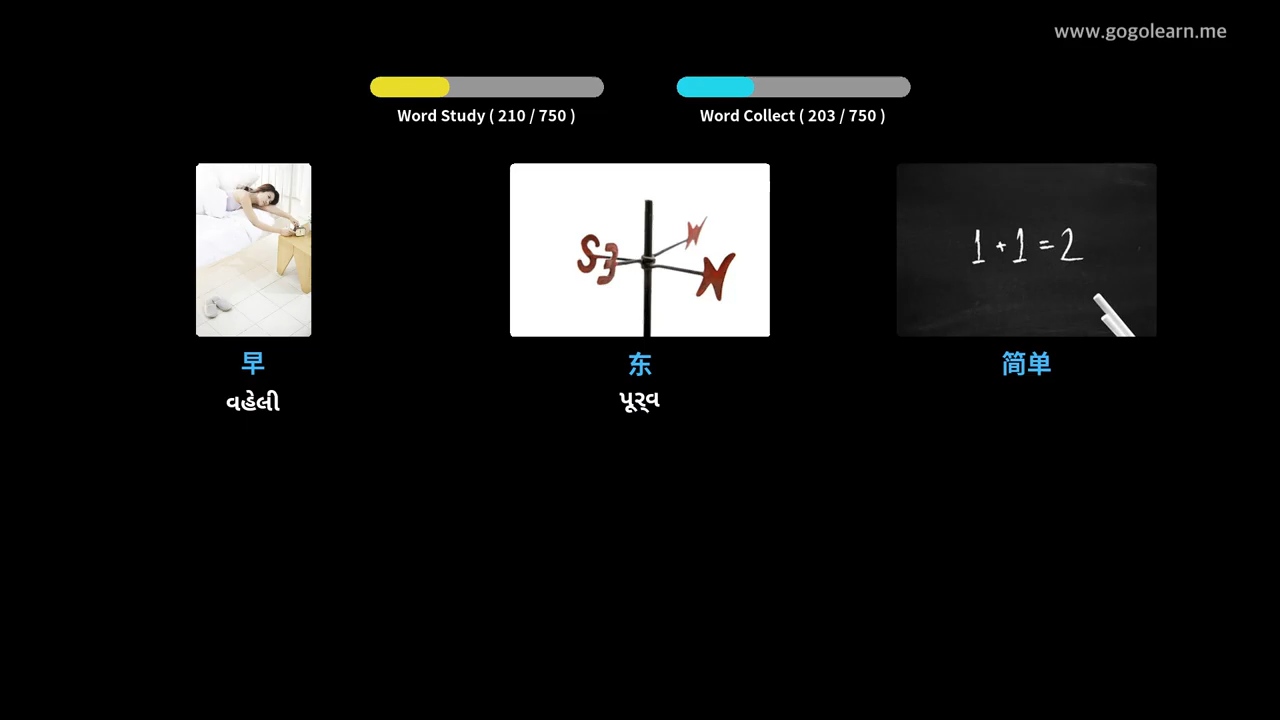 www.gogolearn.me
Word Study ( 210 / 750 )
Word Collect ( 203 / 750 )
S
E
W
N
1 + 1 = 2
早
东
简单
વહેલી
પૂર્વ